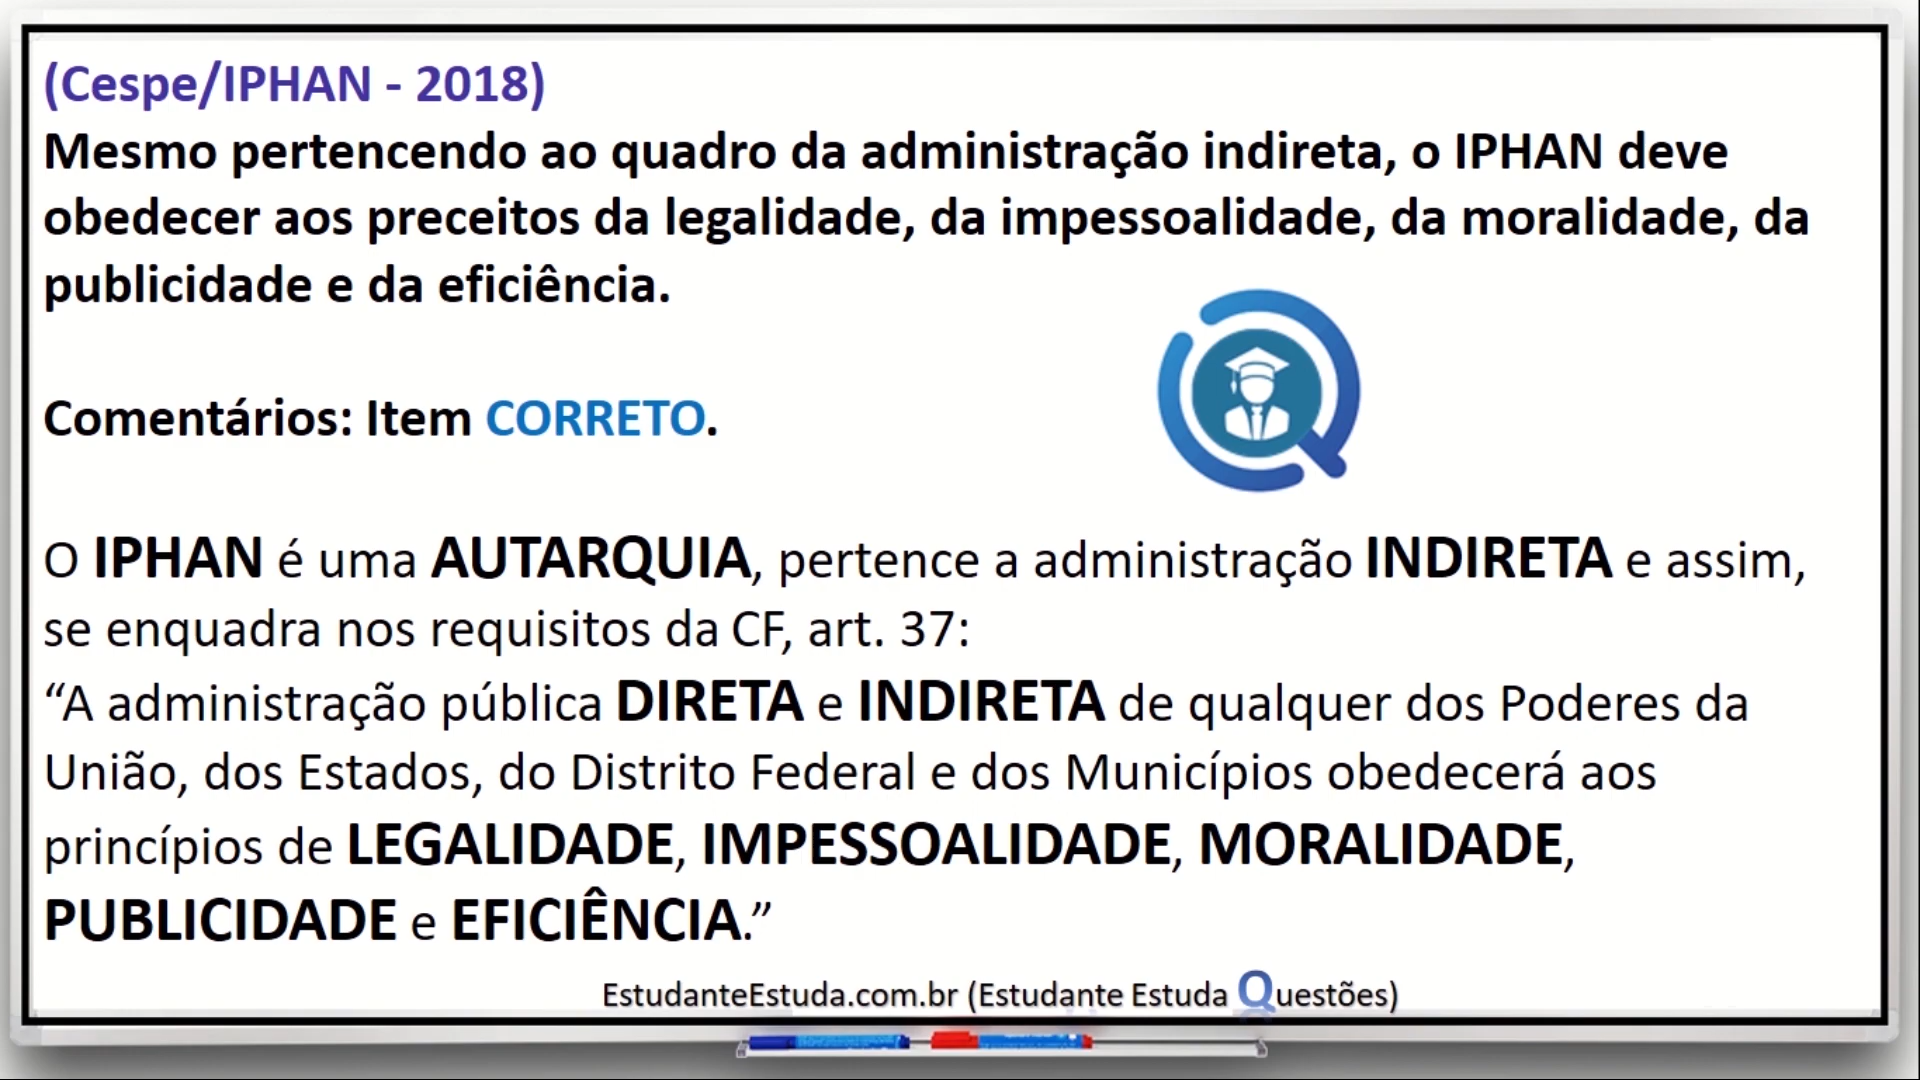 (Cespe/IPHAN - 2018)
Mesmo pertencendo ao quadro da administração indireta, o IPHAN deve
obedecer aos preceitos da legalidade, da impessoalidade, da moralidade, da
publicidade e da eficiência.
Comentários: Item CORRETO.
O IPHAN é uma AUTARQUIA, pertence a administração INDIRETA e assim,
se enquadra nos requisitos da CF, art. 37:
“A administração pública DIRETA e INDIRETA de qualquer dos Poderes da
União, dos Estados, do Distrito Federal e dos Municípios obedecerá aos
princípios de LEGALIDADE, IMPESSOALIDADE, MORALIDADE,
PUBLICIDADE e EFICIÊNCIA.”
EstudanteEstuda.com.br (Estudante Estuda Questões)